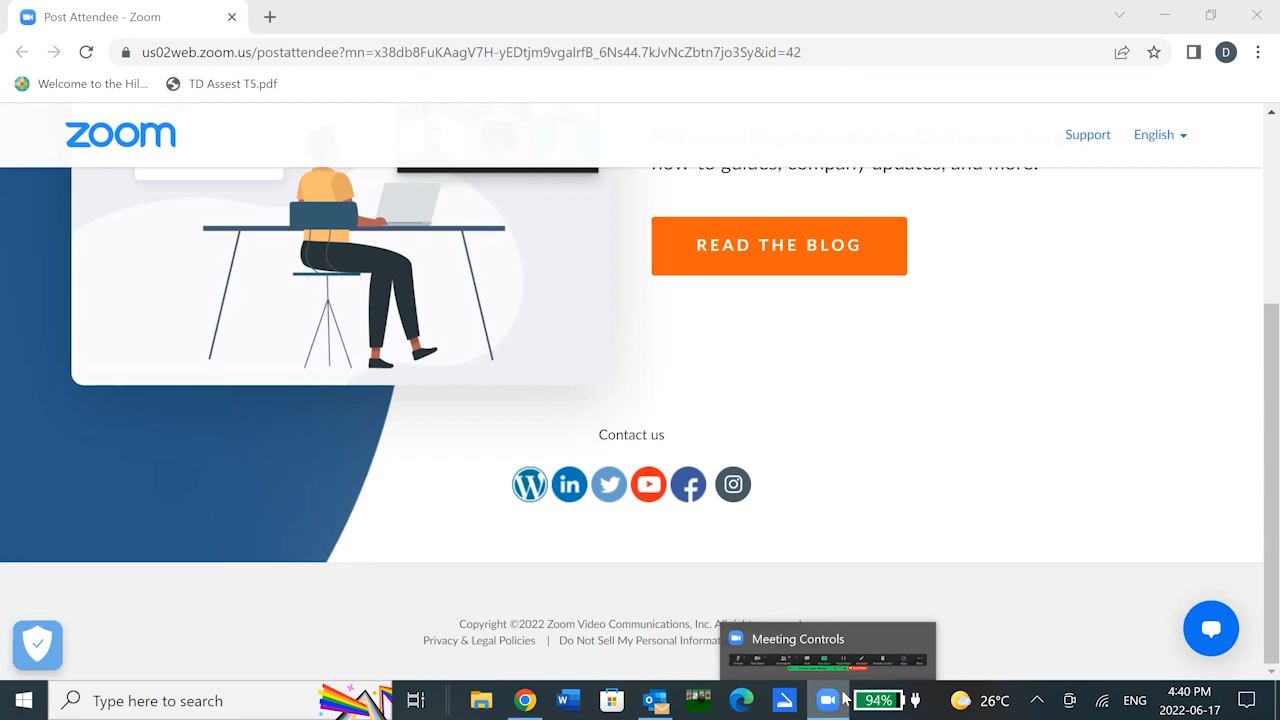 Post Attendee - Zoom
us02web.zoom.us/postattendee?mn=x38db8FuKAagV7H-yEDtjm9vgalrfB_6Ns44.7kJvNcZbtn7jo3Sy&id=42
D
Welcome to the Hil...
TD Assest T5.pdf
zoom
Support
English
how-to guides, company updates, and more.
READ THE BLOG
Contact us
Copyright ©2022 Zoom Video Communications, Inc.
Privacy & Legal Policies | Do Not Sell My Personal
Meeting Controls
Type here to search
94%
26°C
ENG
4:40 PM
2022-06-17